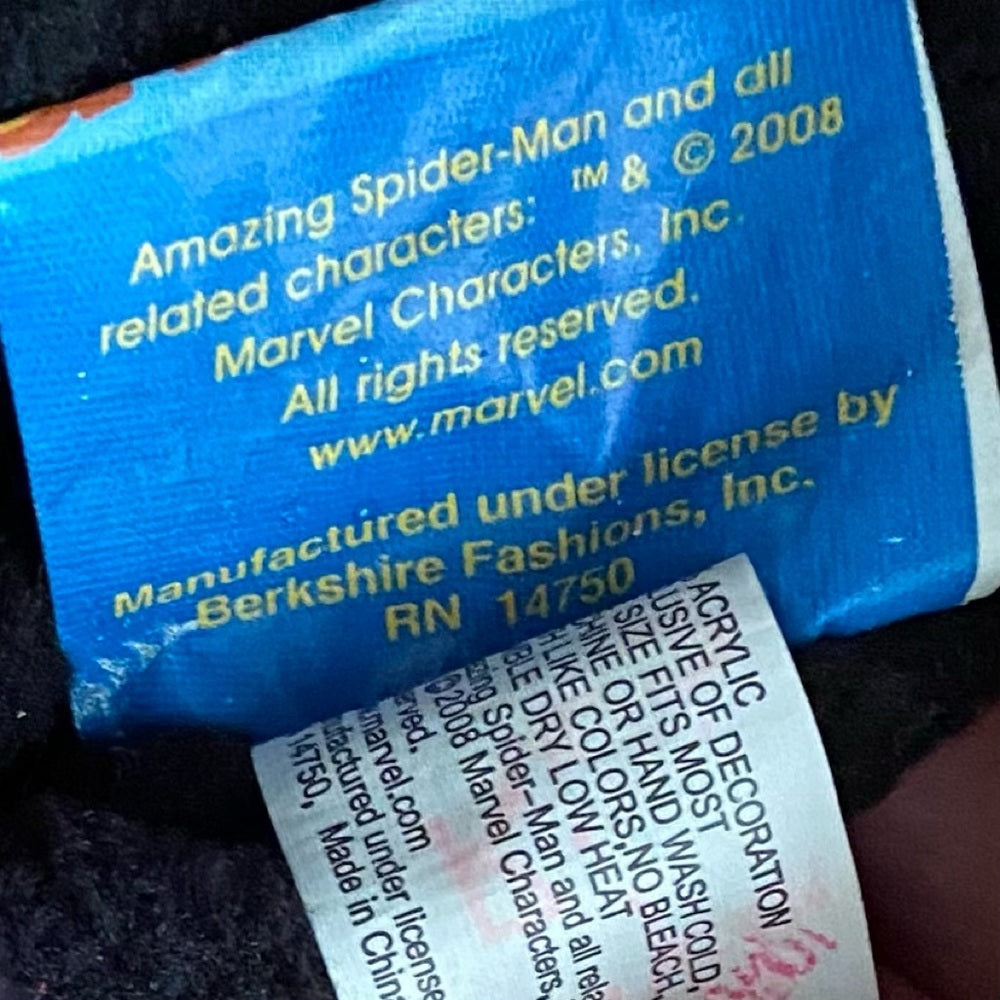 Amazing Spider-Man and all
related characters: TM & © 2008
Marvel Characters, Inc.
All rights reserved.
www.marvel.com
Manufactured under license by
Berkshire Fashions, Inc.
RN 14750
ACRYLIC
USIVE OF DECORATION
SIZE FITS MOST
HINE OR HAND WASH COLD,
H LIKE COLORS, NO BLEACH,
BLE DRY LOW HEAT
zing Spider-Man and all rela
© 2008 Marvel Characters,
rved.
.marvel.com
ufactured under license
14750, Made in China